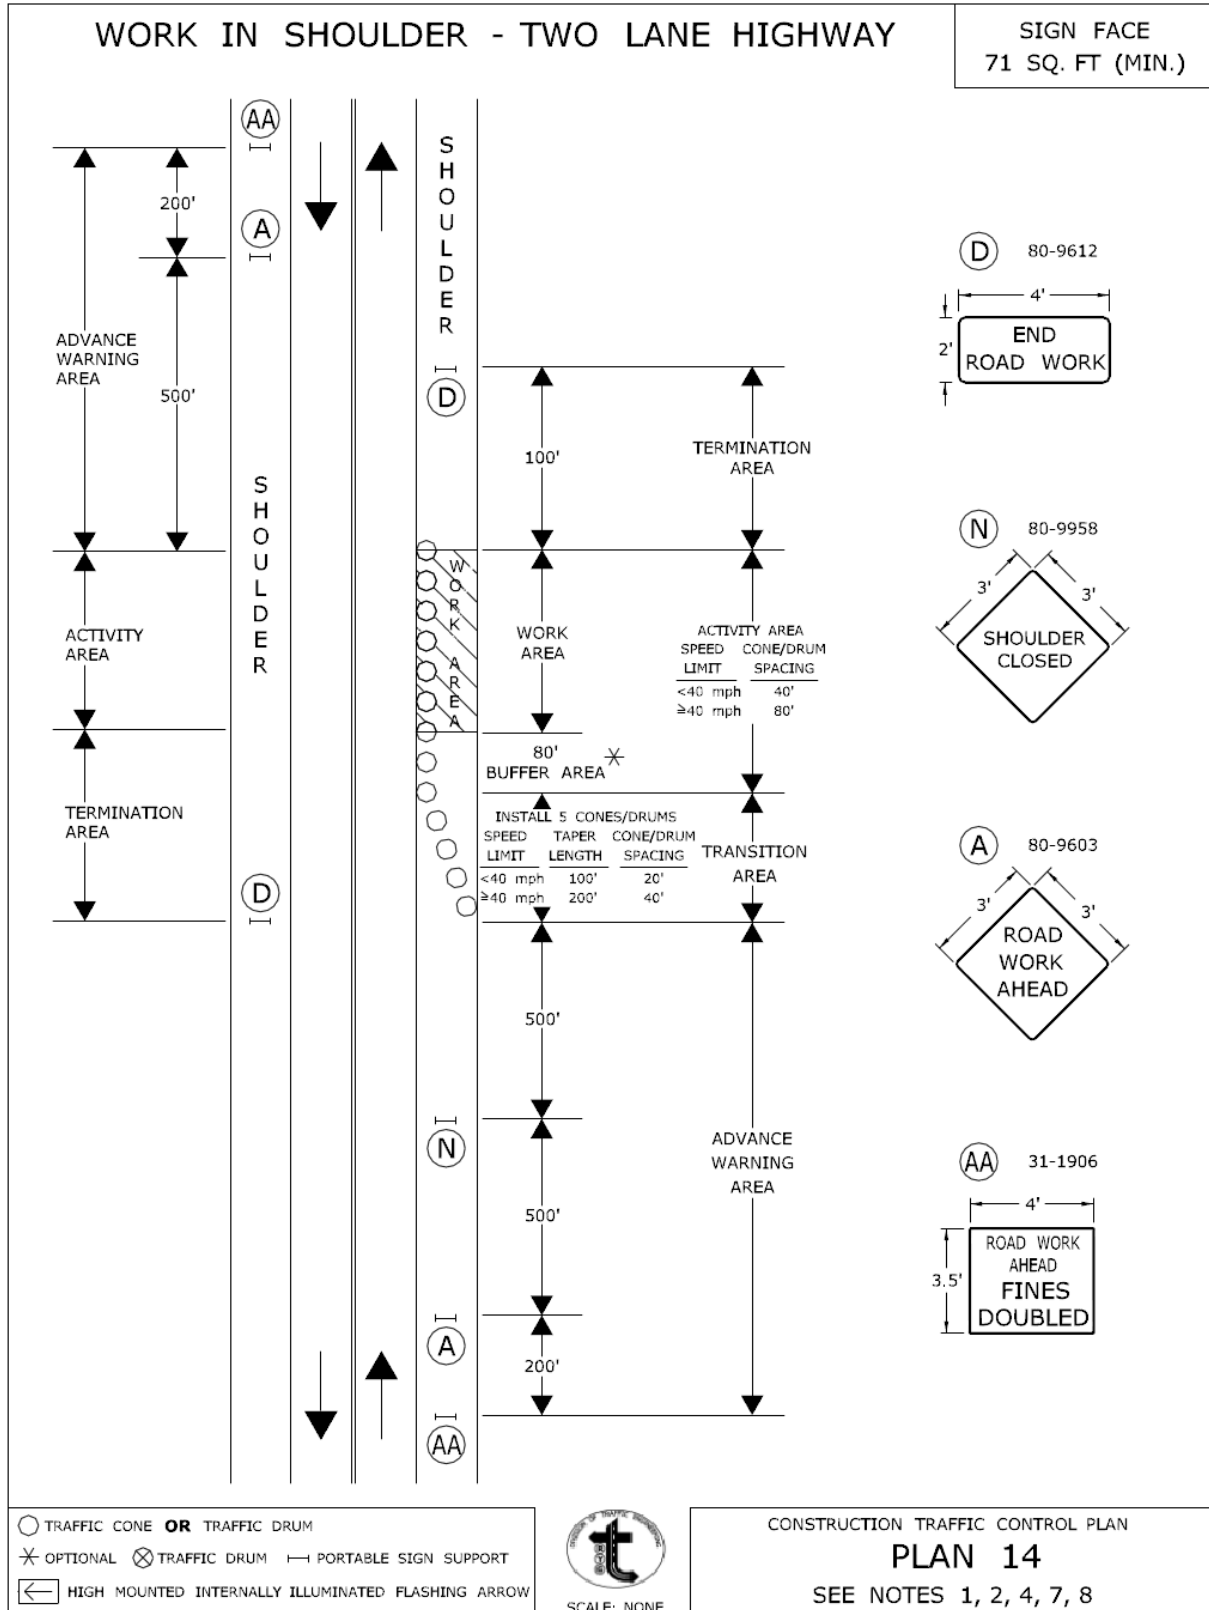 WORK IN SHOULDER - TWO LANE HIGHWAY
SIGN FACE
71 SQ. FT (MIN.)
AA
200'
A
ADVANCE
WARNING
AREA
500'
SHOULDER
D
100'
TERMINATION
AREA
SHOULDER
ACTIVITY
AREA
WORK AREA
WORK
AREA
ACTIVITY AREA
SPEED CONE/DRUM
LIMIT SPACING
<40 mph 40'
≥40 mph 80'
80'
BUFFER AREA *
TERMINATION
AREA
D
INSTALL 5 CONES/DRUMS
SPEED TAPER CONE/DRUM
LIMIT LENGTH SPACING
<40 mph 100' 20'
≥40 mph 200' 40'
TRANSITION
AREA
500'
N
500'
ADVANCE
WARNING
AREA
A
200'
AA
D 80-9612
4'
2'
END
ROAD WORK
N 80-9958
3' 3'
SHOULDER
CLOSED
A 80-9603
3' 3'
ROAD
WORK
AHEAD
AA 31-1906
4'
3.5'
ROAD WORK
AHEAD
FINES
DOUBLED
TRAFFIC CONE OR TRAFFIC DRUM
* OPTIONAL TRAFFIC DRUM PORTABLE SIGN SUPPORT
HIGH MOUNTED INTERNALLY ILLUMINATED FLASHING ARROW
DIVISION OF TRAFFIC ENGINEERING
SCALE: NONE
CONSTRUCTION TRAFFIC CONTROL PLAN
PLAN 14
SEE NOTES 1, 2, 4, 7, 8